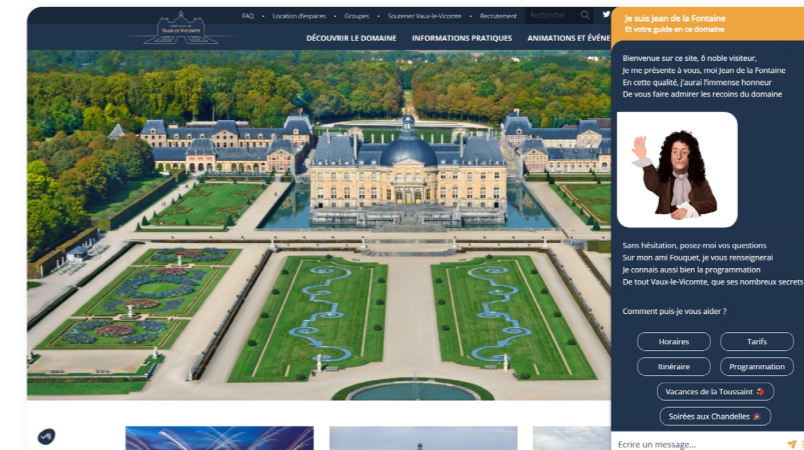 FAQ • Location d'espaces • Groupes • Soutenez Vaux-le-Vicomte • Recrutement
Rechercher
CHÂTEAU DE
VAUX-LE-VICOMTE
DÉCOUVRIR LE DOMAINE INFORMATIONS PRATIQUES ANIMATIONS ET ÉVÉNE
Je suis Jean de la Fontaine
Et votre guide en ce domaine
Bienvenue sur ce site, ô noble visiteur,
Je me présente à vous, moi Jean de la Fontaine
En cette qualité, j'aurai l'immense honneur
De vous faire admirer les recoins du domaine
Sans hésitation, posez-moi vos questions
Sur mon ami Fouquet, je vous renseignerai
Je connais aussi bien la programmation
De tout Vaux-le-Vicomte, que ses nombreux secrets
Comment puis-je vous aider ?
Horaires Tarifs
Itinéraire Programmation
Vacances de la Toussaint 🍂
Soirées aux Chandelles 🎉
Ecrire un message...